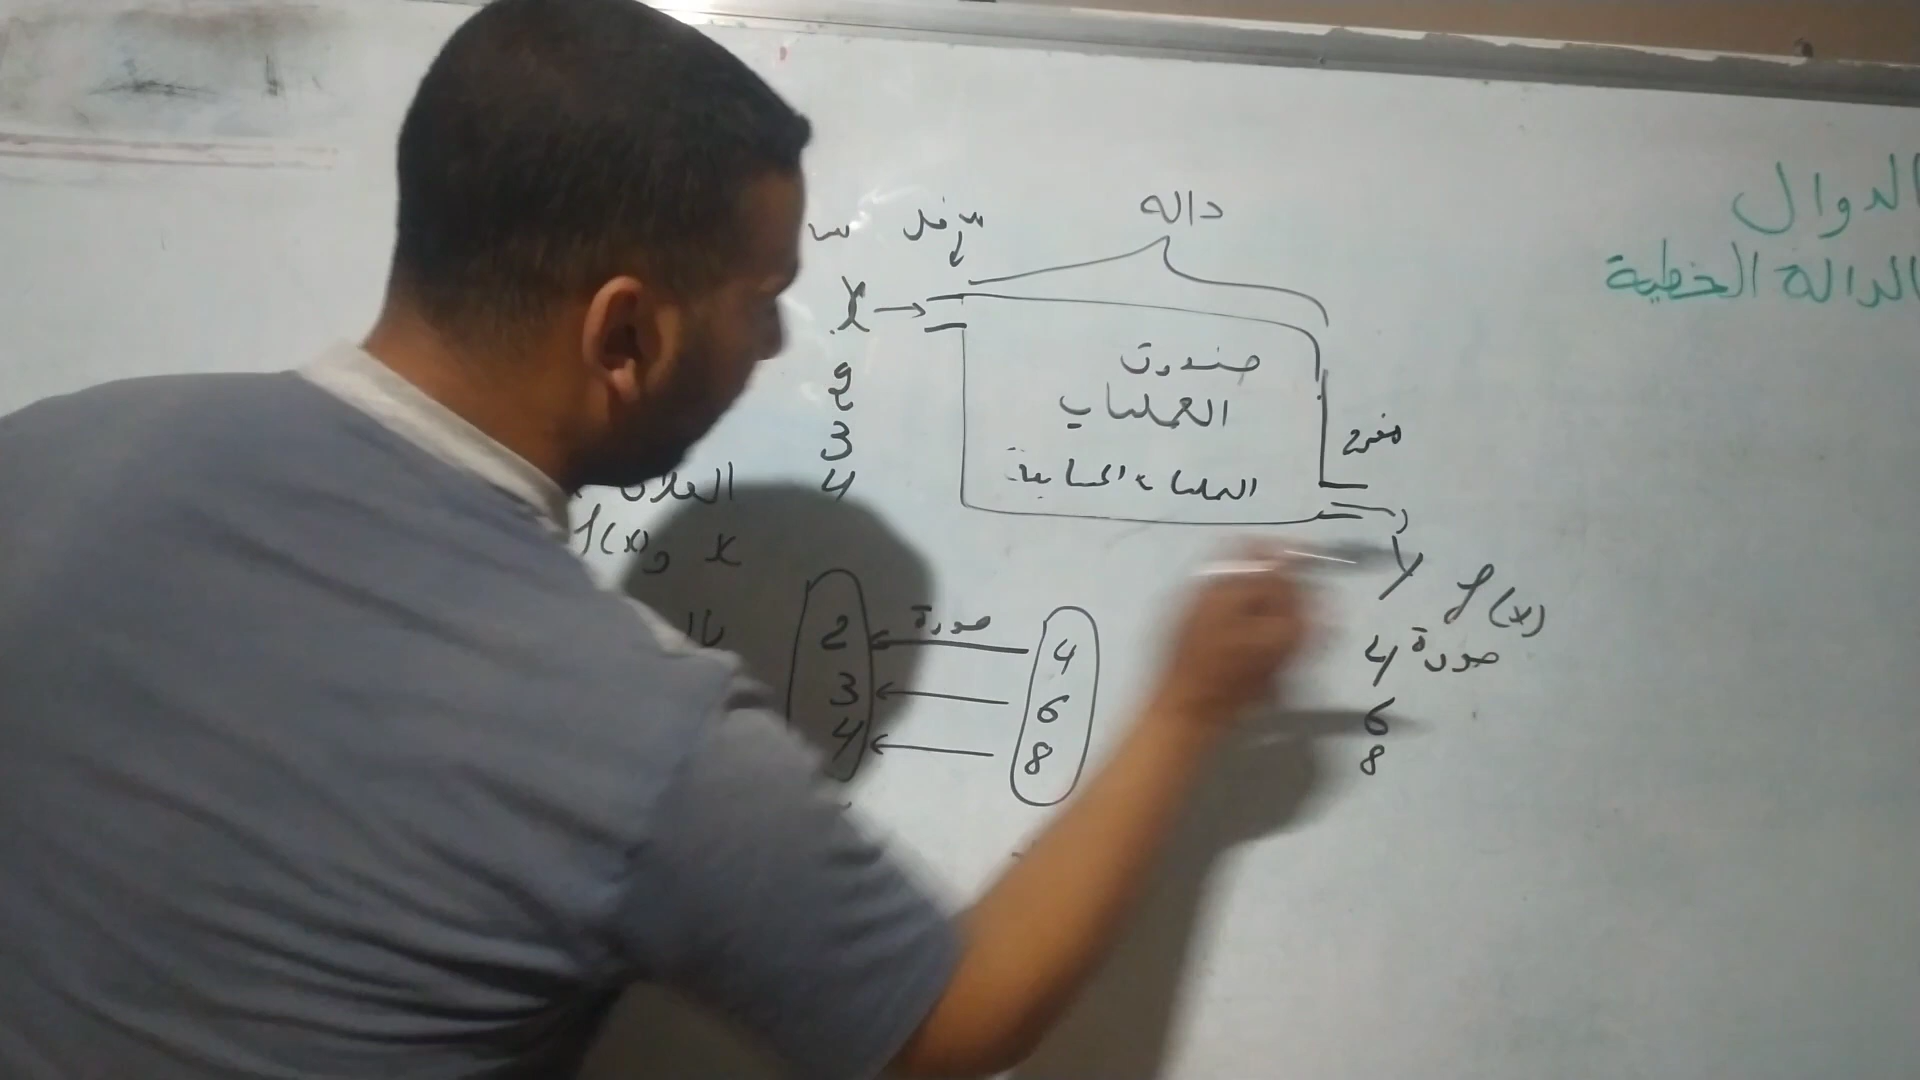 الدوال
الدالة الخطية
دالة
س
X
2
3
4
صندوق
العمليات
العمليات الحسابية
مخرج
y f(x)
4 صورة
6
8
العلاقة
x و f(x)
2 صورة 4
3 6
4 8